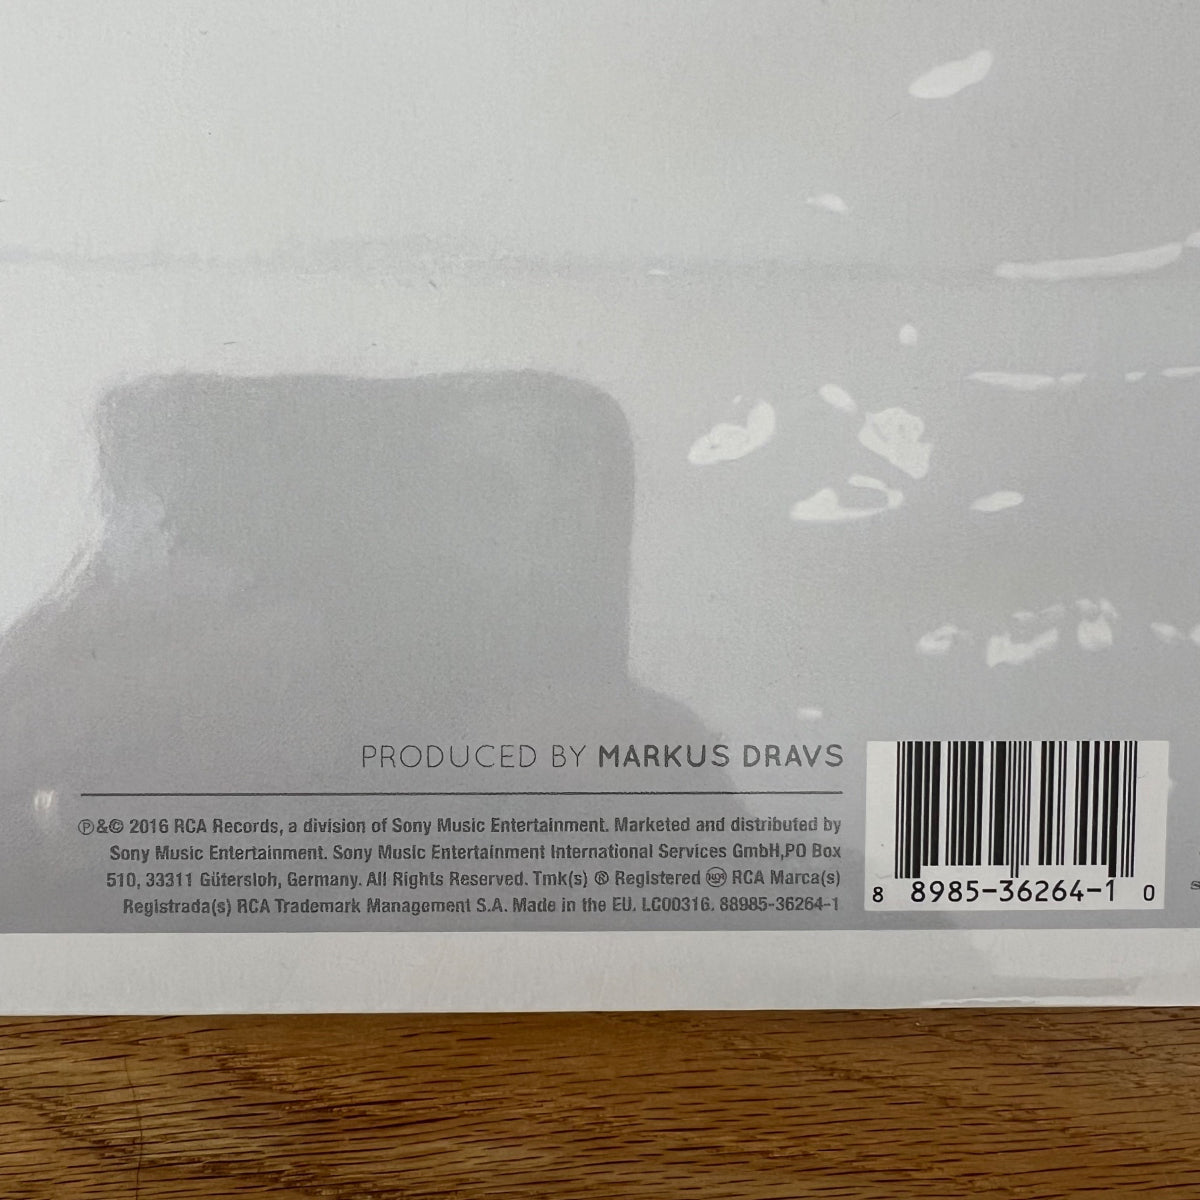 PRODUCED BY MARKUS DRAVS
℗&© 2016 RCA Records, a division of Sony Music Entertainment. Marketed and distributed by
Sony Music Entertainment. Sony Music Entertainment International Services GmbH,PO Box
510, 33311 Gütersloh, Germany. All Rights Reserved. Tmk(s) ® Registered RCA Marca(s)
Registrada(s) RCA Trademark Management S.A. Made in the EU. LC00316. 88985-36264-1
8 8985-36264-1 0